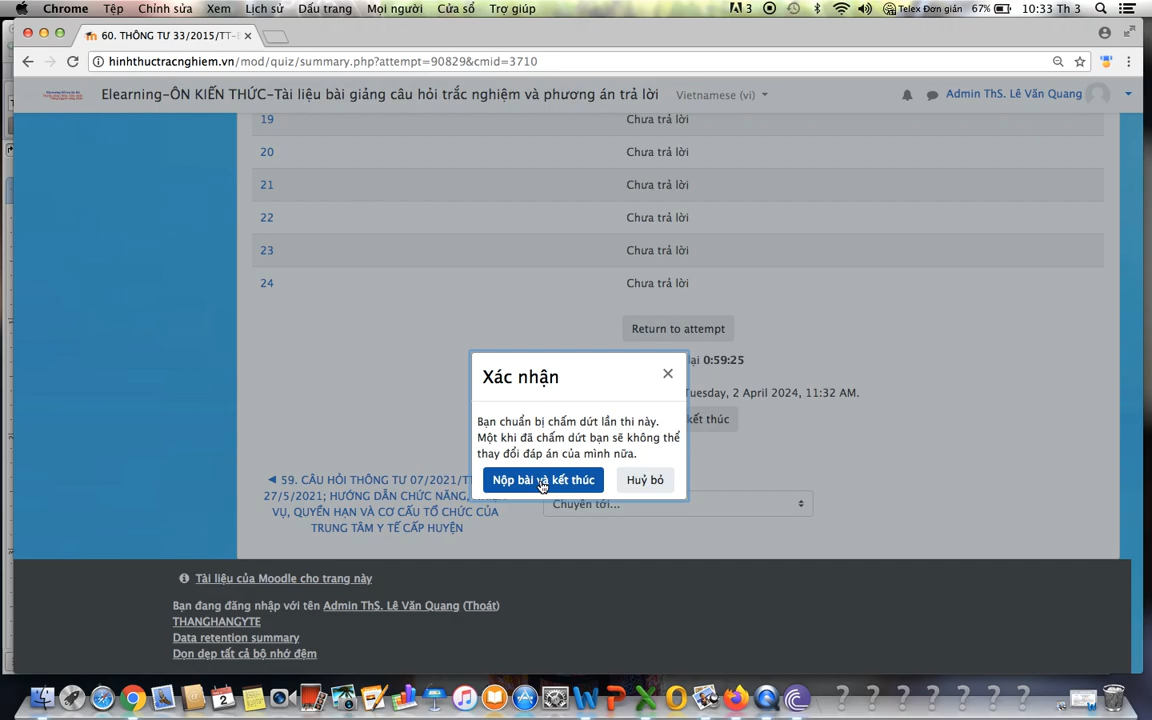 Chrome Tệp Chỉnh sửa Xem Lịch sử Dấu trang Mọi người Cửa sổ Trợ giúp 3 Telex Đơn giản 67% 10:33 Th 3
60. THÔNG TƯ 33/2015/TT-
hinhthuctracnghiem.vn/mod/quiz/summary.php?attempt=90829&cmid=3710
Elearning-ÔN KIẾN THỨC-Tài liệu bài giảng câu hỏi trắc nghiệm và phương án trả lời Vietnamese (vi) Admin ThS. Lê Văn Quang
19 Chưa trả lời
20 Chưa trả lời
21 Chưa trả lời
22 Chưa trả lời
23 Chưa trả lời
24 Chưa trả lời
Return to attempt
ại 0:59:25
Tuesday, 2 April 2024, 11:32 AM.
kết thúc
Xác nhận
×
Bạn chuẩn bị chấm dứt lần thi này.
Một khi đã chấm dứt bạn sẽ không thể
thay đổi đáp án của mình nữa.
Nộp bài và kết thúc Huỷ bỏ
◄ 59. CÂU HỎI THÔNG TƯ 07/2021/TT
27/5/2021; HƯỚNG DẪN CHỨC NĂNG,
VỤ, QUYỀN HẠN VÀ CƠ CẤU TỔ CHỨC CỦA
TRUNG TÂM Y TẾ CẤP HUYỆN
Chuyển tới...
Tài liệu của Moodle cho trang này
Bạn đang đăng nhập với tên Admin ThS. Lê Văn Quang (Thoát)
THANGHANGYTE
Data retention summary
Dọn dẹp tất cả bộ nhớ đệm